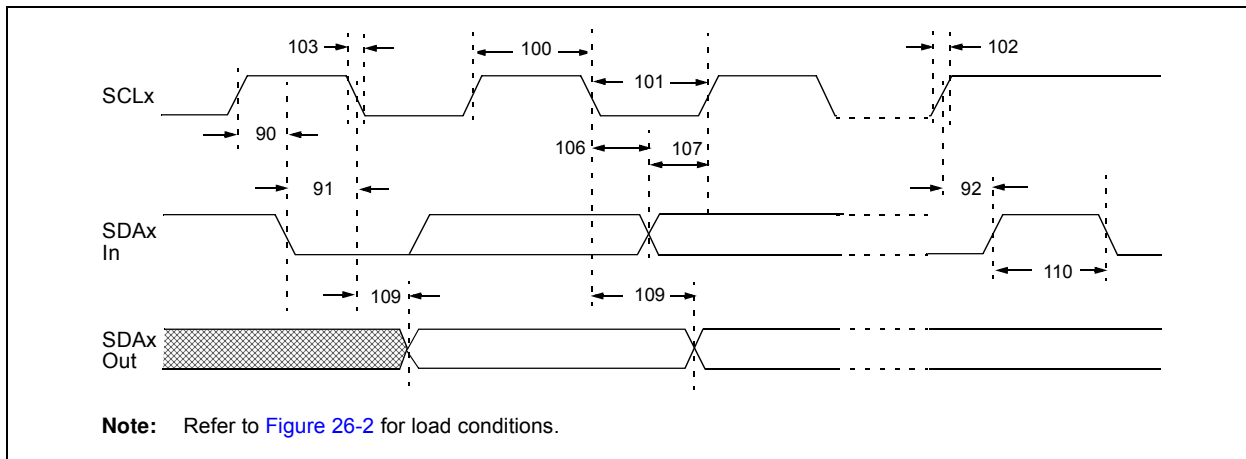 103
100
102
SCLx
101
90
106
107
91
92
SDAx
In
109
109
110
SDAx
Out
Note: Refer to Figure 26-2 for load conditions.